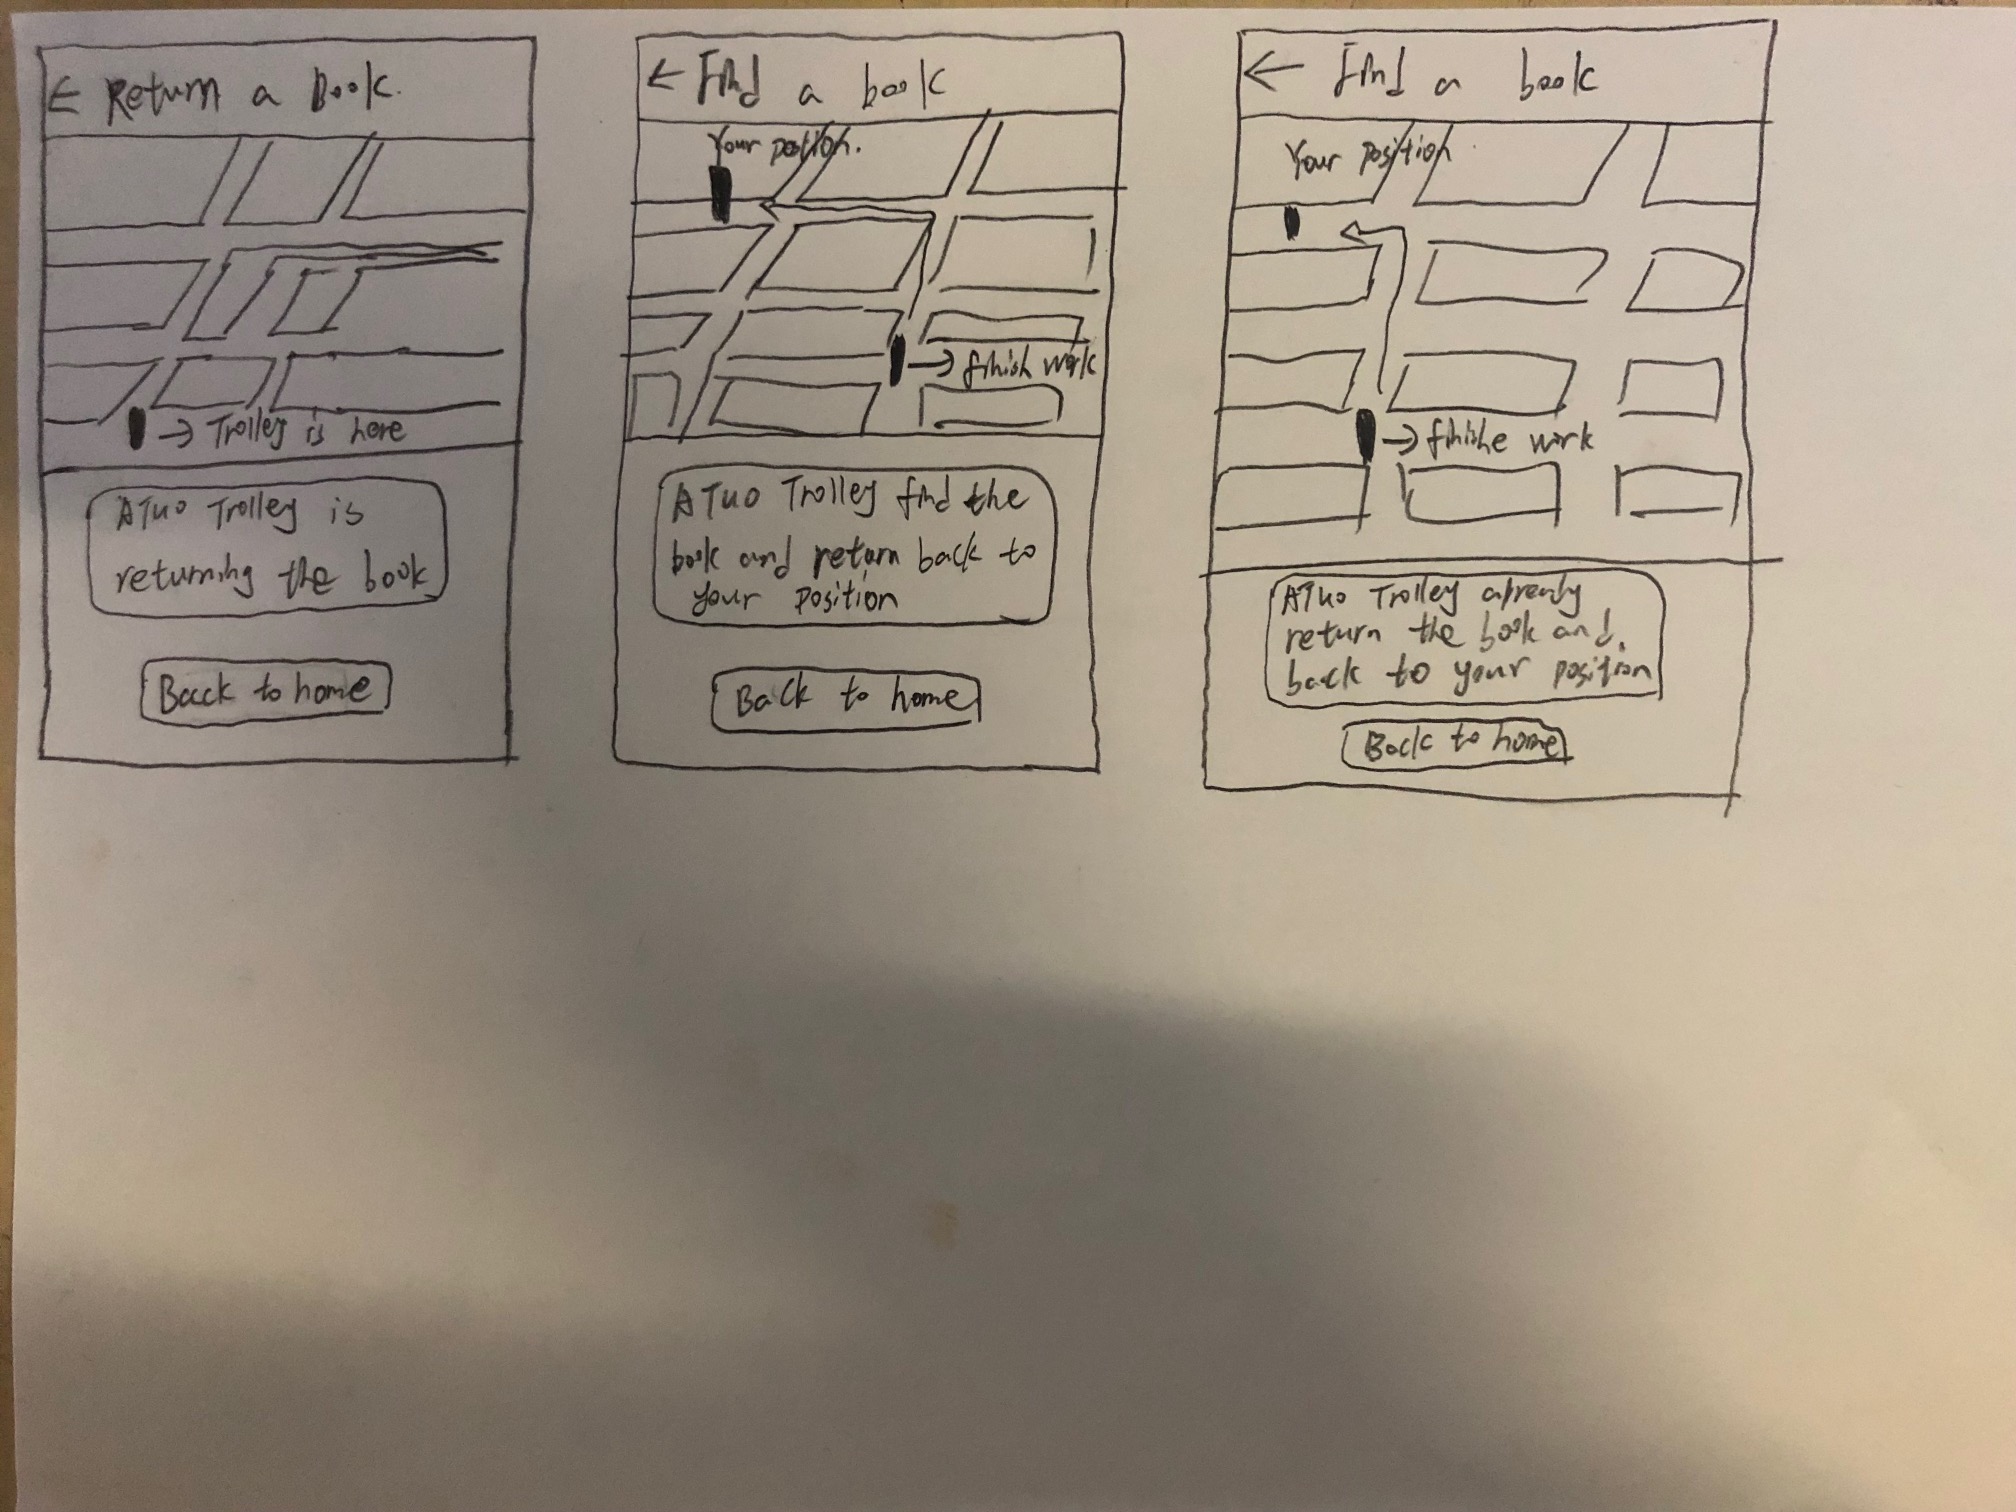 ← Return a Book.
→ Trolley is here
ATuo Trolley is
returning the book
Back to home
← Find a book
Your position.
→ finish work
ATuo Trolley find the
book and return back to
your position
Back to home
← Find a book
Your position
→ finishe work
ATuo Trolley alpready
return the book and.
back to your position
Back to home